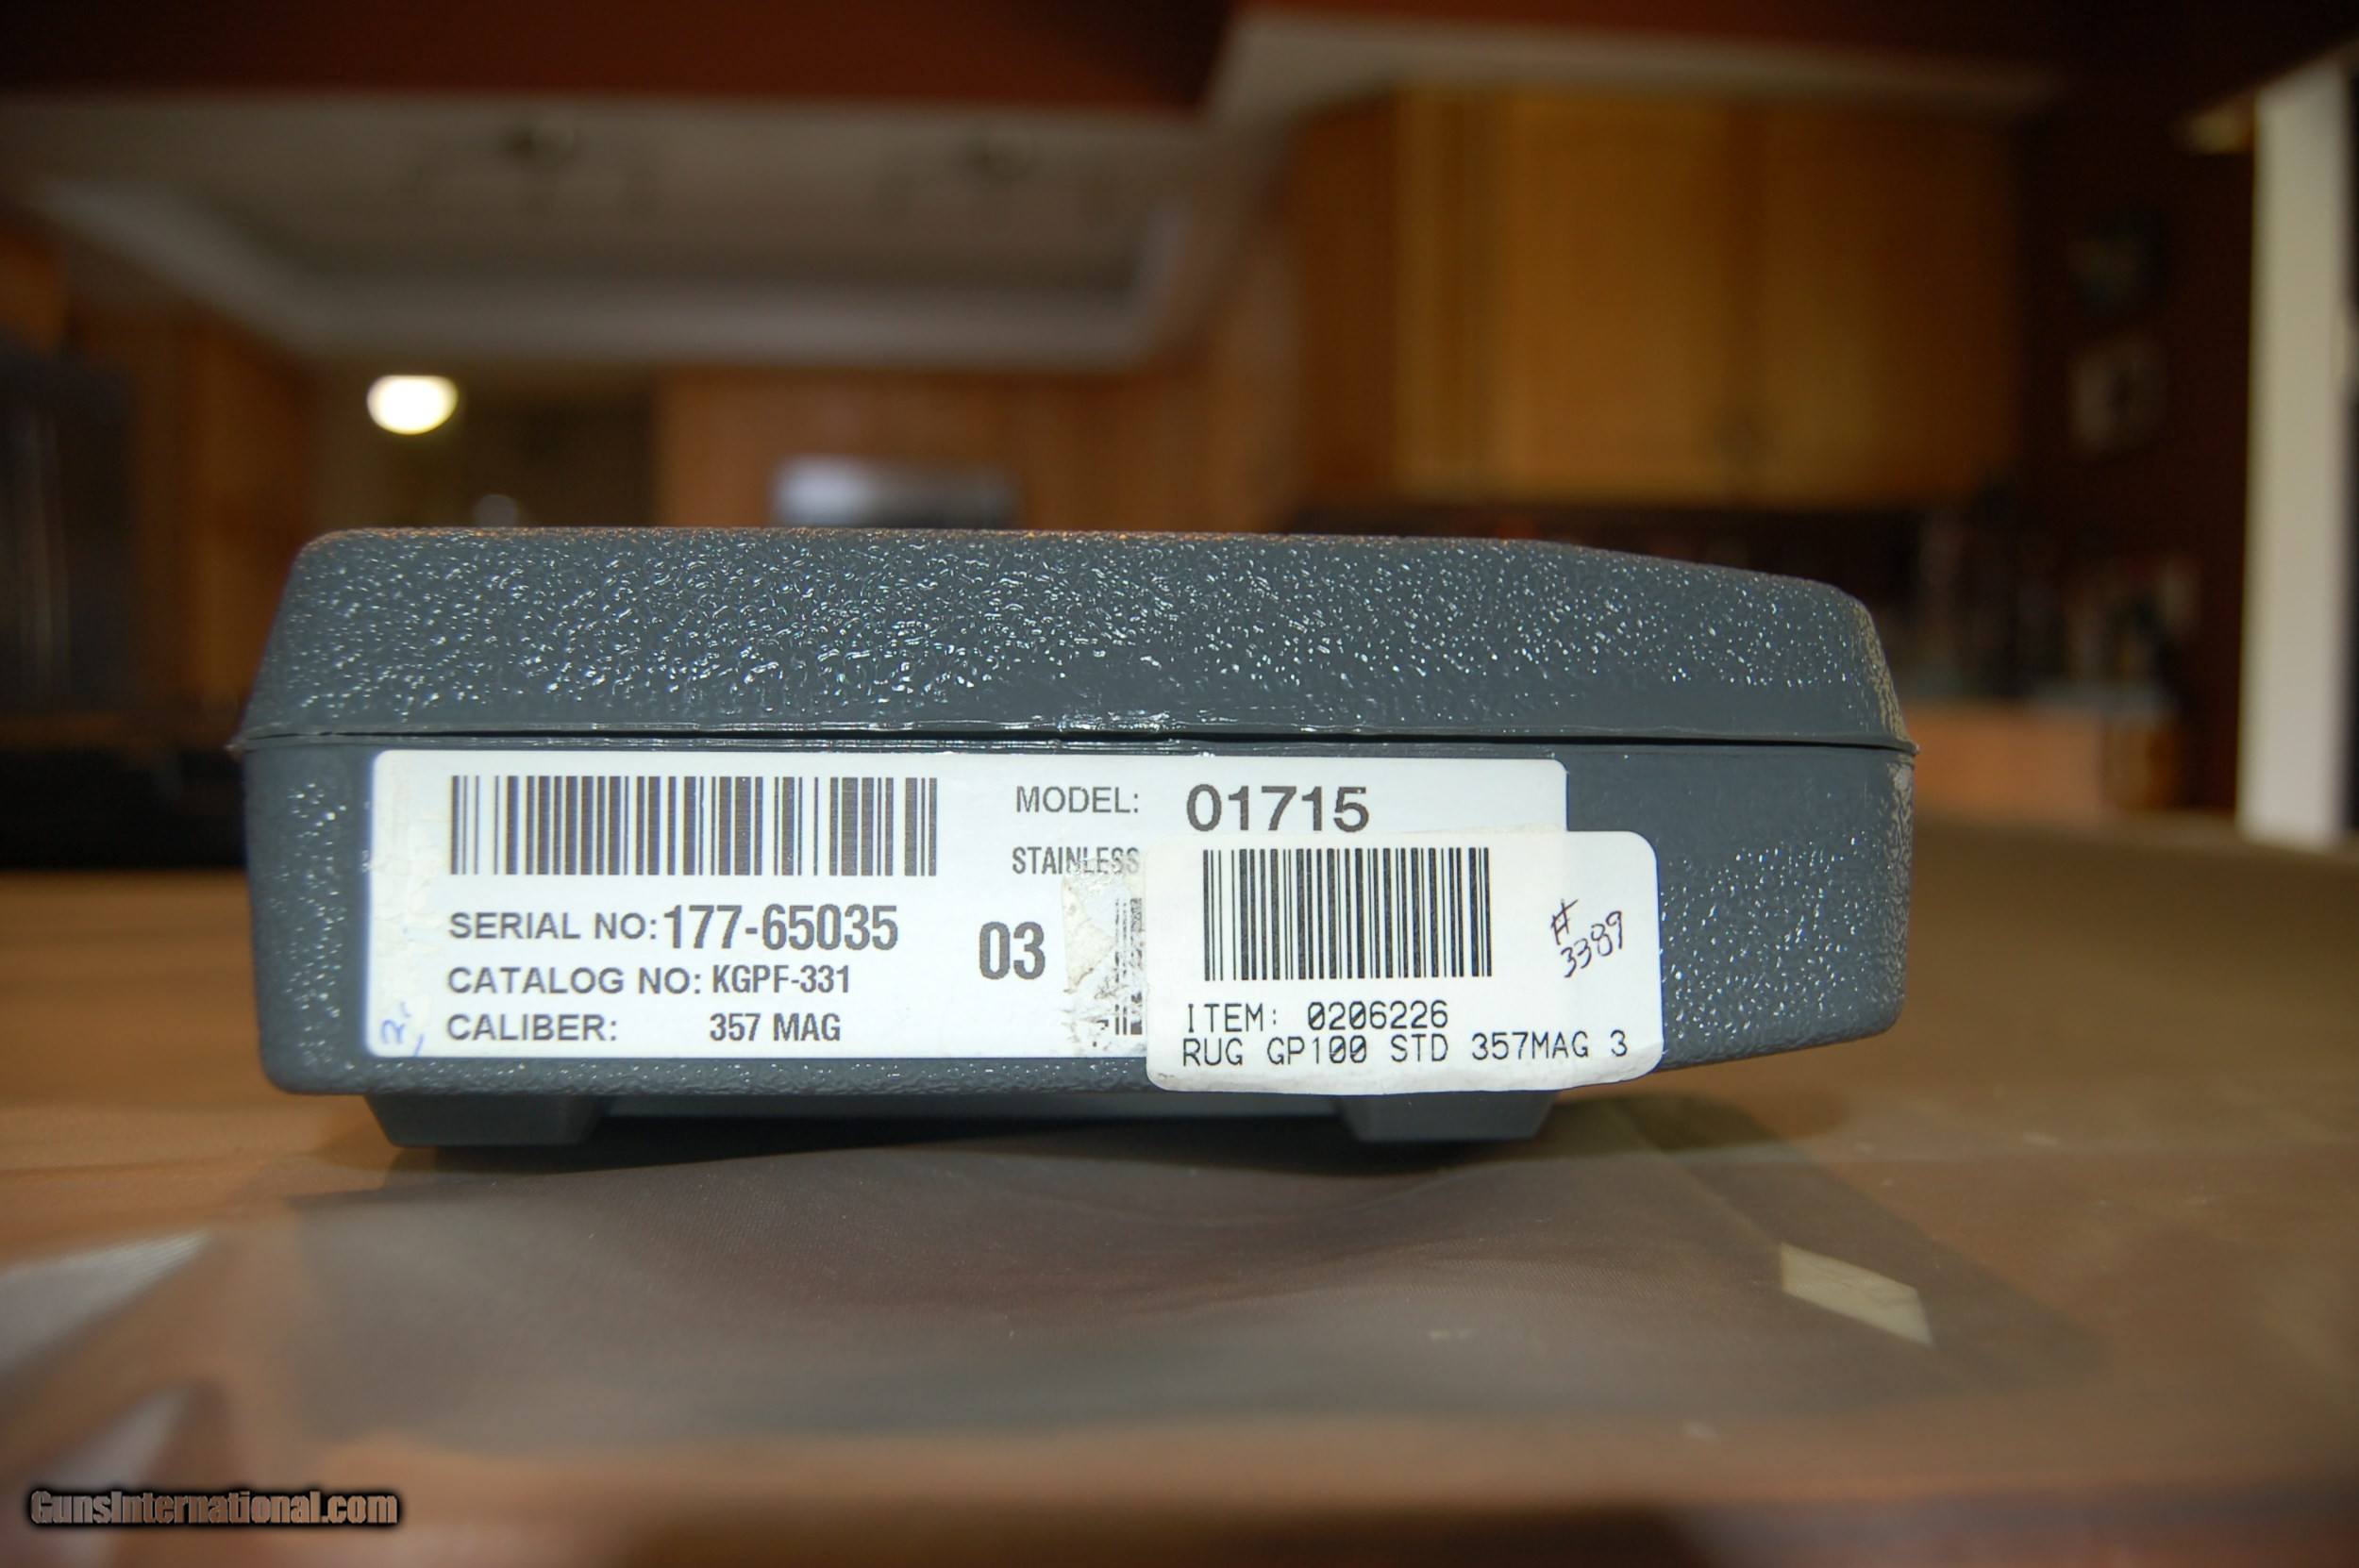 MODEL: 01715
STAINLESS
SERIAL NO: 177-65035
03
CATALOG NO: KGPF-331
CALIBER: 357 MAG
#
3389
ITEM: 0206226
RUG GP100 STD 357MAG 3
GunsInternational.com